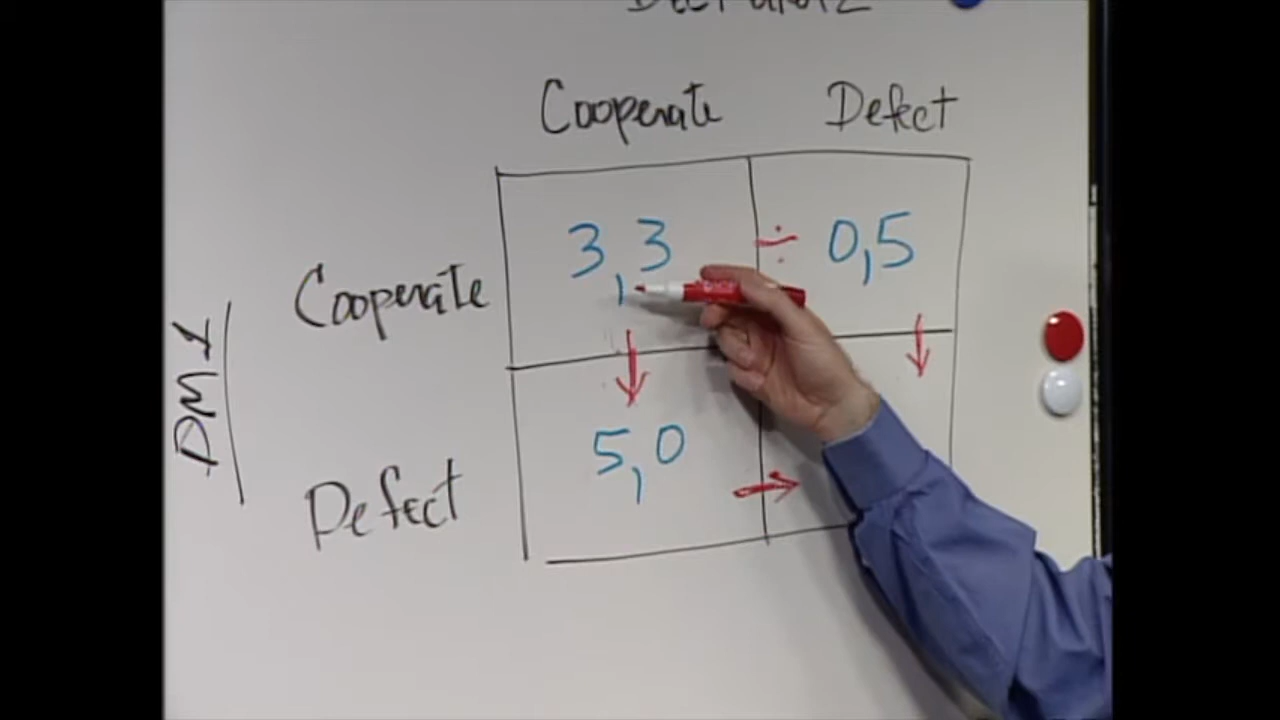 Cooperate Defect
3,3 ÷ 0,5
Cooperate
DM1
5,0
Defect